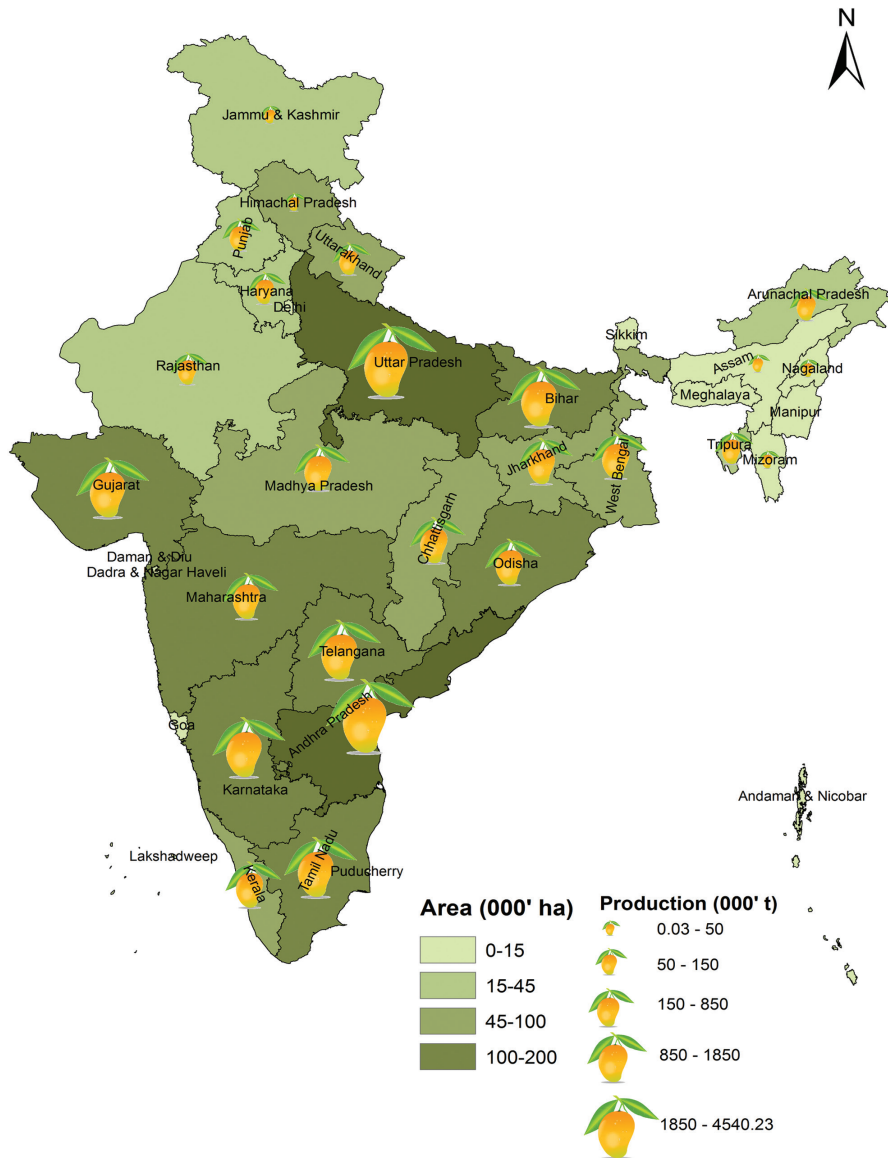 N
Jammu & Kashmir
Himachal Pradesh
Punjab
Uttarakhand
Haryana
Delhi
Arunachal Pradesh
Sikkim
Rajasthan
Uttar Pradesh
Assam
Nagaland
Meghalaya
Bihar
Manipur
Jharkhand
Tripura
Mizoram
West Bengal
Gujarat
Madhya Pradesh
Chhattisgarh
Daman & Diu
Odisha
Dadra & Nagar Haveli
Maharashtra
Telangana
Andhra Pradesh
Goa
Karnataka
Andaman & Nicobar
Lakshadweep
Kerala
Tamil Nadu
Puducherry
Area (000' ha)
0-15
15-45
45-100
100-200
Production (000' t)
0.03 - 50
50 - 150
150 - 850
850 - 1850
1850 - 4540.23